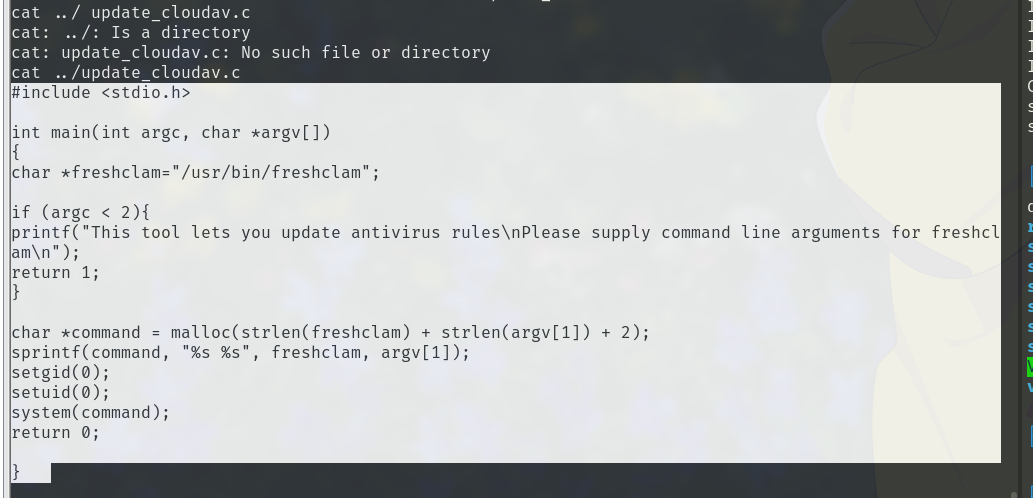 cat ../ update_cloudav.c
cat: ../: Is a directory
cat: update_cloudav.c: No such file or directory
cat ../update_cloudav.c
#include <stdio.h>
int main(int argc, char *argv[])
{
char *freshclam="/usr/bin/freshclam";
if (argc < 2){
printf("This tool lets you update antivirus rules\nPlease supply command line arguments for freshcl
am\n");
return 1;
}
char *command = malloc(strlen(freshclam) + strlen(argv[1]) + 2);
sprintf(command, "%s %s", freshclam, argv[1]);
setgid(0);
setuid(0);
system(command);
return 0;
}